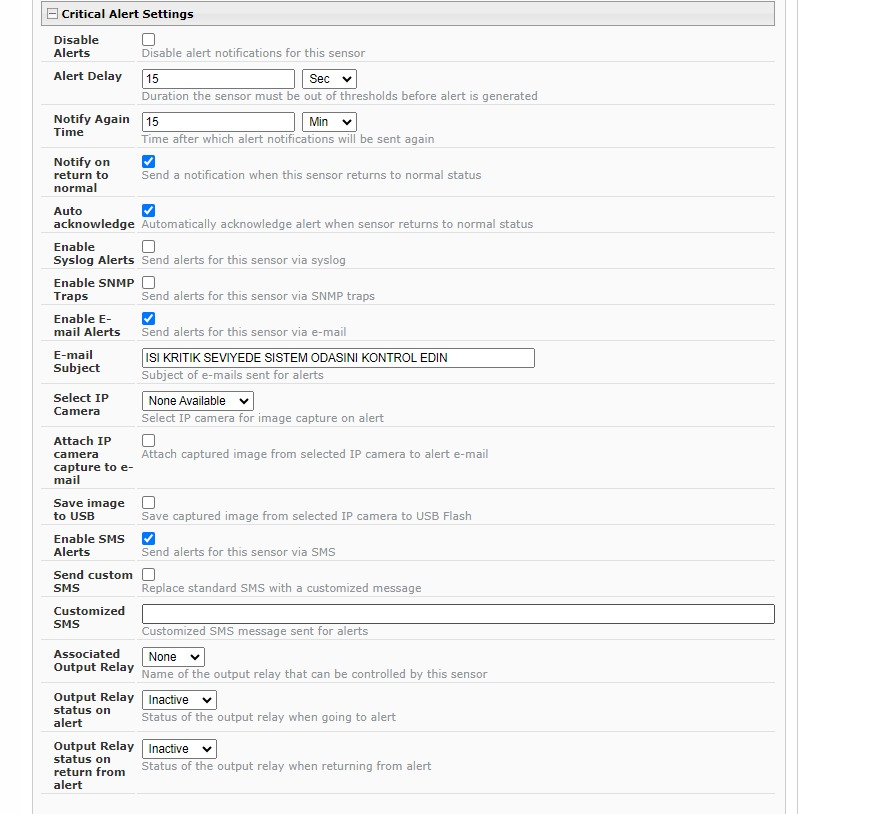 Critical Alert Settings
Disable
Alerts
Disable alert notifications for this sensor
Alert Delay
15
Sec
Duration the sensor must be out of thresholds before alert is generated
Notify Again
Time
15
Min
Time after which alert notifications will be sent again
Notify on
return to
normal
Send a notification when this sensor returns to normal status
Auto
acknowledge
Automatically acknowledge alert when sensor returns to normal status
Enable
Syslog Alerts
Send alerts for this sensor via syslog
Enable SNMP
Traps
Send alerts for this sensor via SNMP traps
Enable E-
mail Alerts
Send alerts for this sensor via e-mail
E-mail
Subject
ISI KRITIK SEVIYEDE SISTEM ODASINI KONTROL EDIN
Subject of e-mails sent for alerts
Select IP
Camera
None Available
Select IP camera for image capture on alert
Attach IP
camera
capture to e-
mail
Attach captured image from selected IP camera to alert e-mail
Save image
to USB
Save captured image from selected IP camera to USB Flash
Enable SMS
Alerts
Send alerts for this sensor via SMS
Send custom
SMS
Replace standard SMS with a customized message
Customized
SMS
Customized SMS message sent for alerts
Associated
Output Relay
None
Name of the output relay that can be controlled by this sensor
Output Relay
status on
alert
Inactive
Status of the output relay when going to alert
Output Relay
status on
return from
alert
Inactive
Status of the output relay when returning from alert